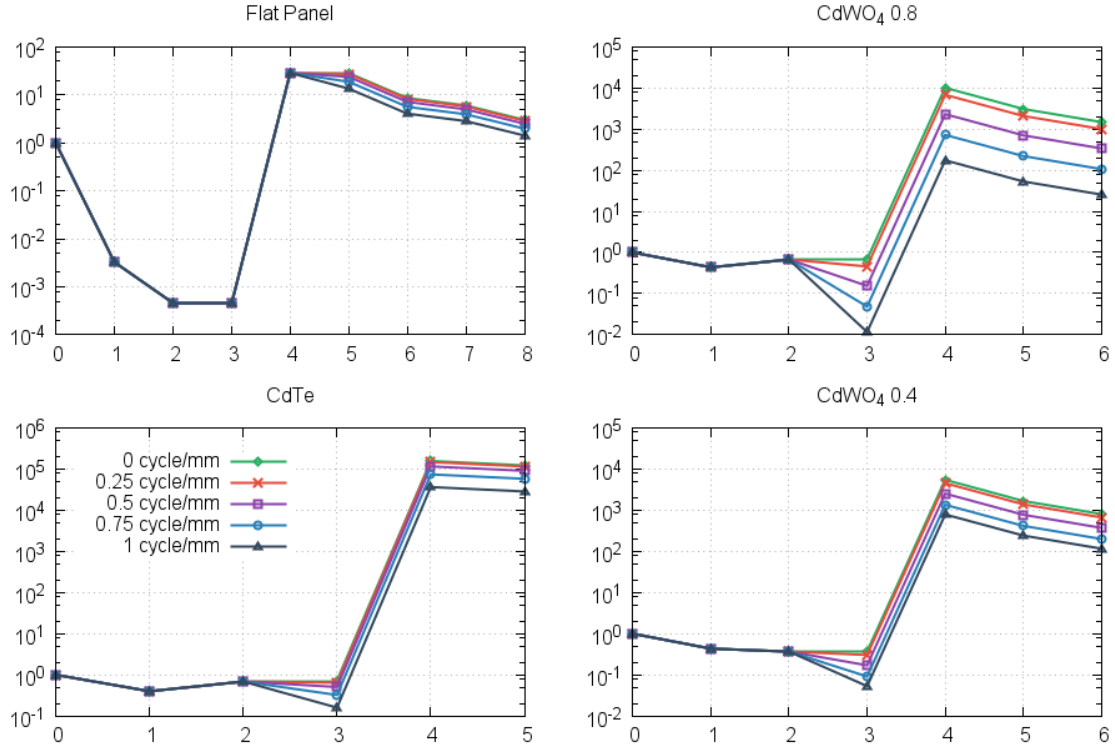 Flat Panel
10^2
10^1
10^0
10^-1
10^-2
10^-3
10^-4
0 1 2 3 4 5 6 7 8
CdWO₄ 0.8
10^5
10^4
10^3
10^2
10^1
10^0
10^-1
10^-2
0 1 2 3 4 5 6
CdTe
10^6
10^5
10^4
10^3
10^2
10^1
10^0
10^-1
0 cycle/mm
0.25 cycle/mm
0.5 cycle/mm
0.75 cycle/mm
1 cycle/mm
0 1 2 3 4 5
CdWO₄ 0.4
10^5
10^4
10^3
10^2
10^1
10^0
10^-1
10^-2
0 1 2 3 4 5 6